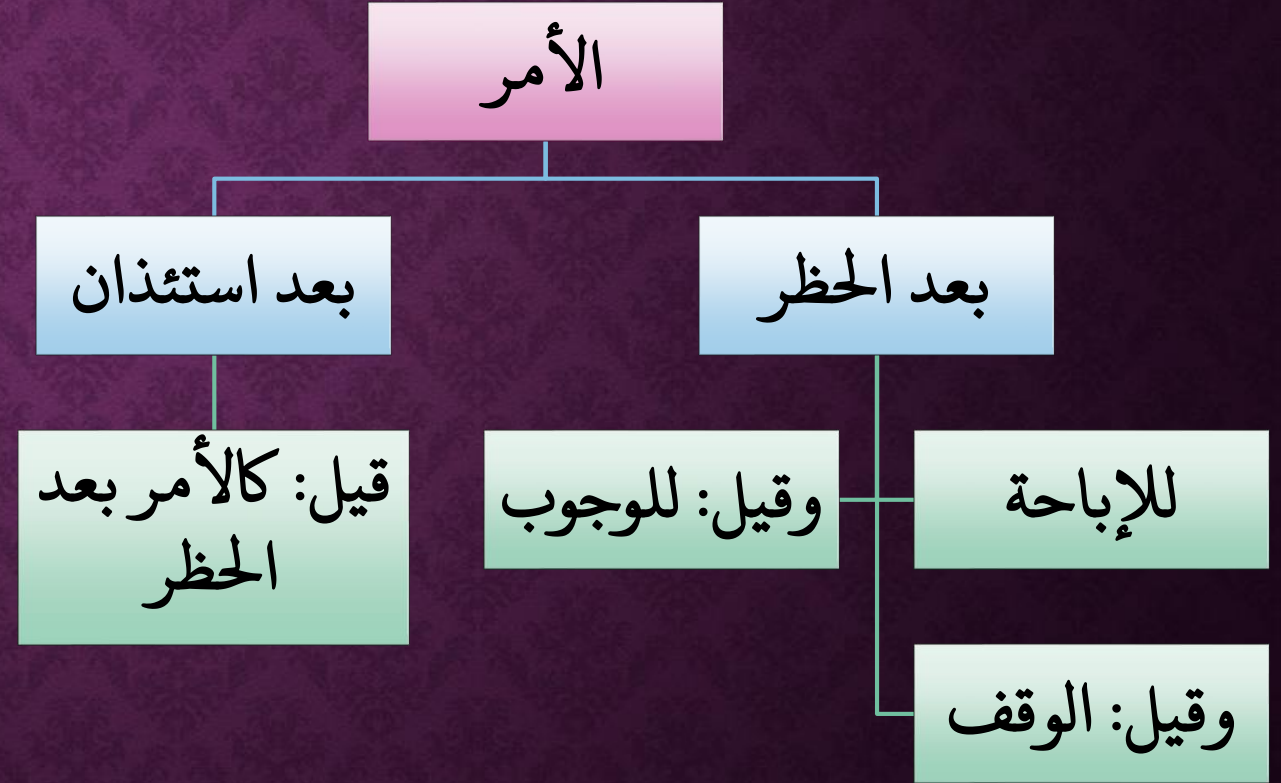 الأمر
بعد الحظر
بعد استئذان
للإباحة
وقيل: للوجوب
وقيل: الوقف
قيل: كالأمر بعد
الحظر